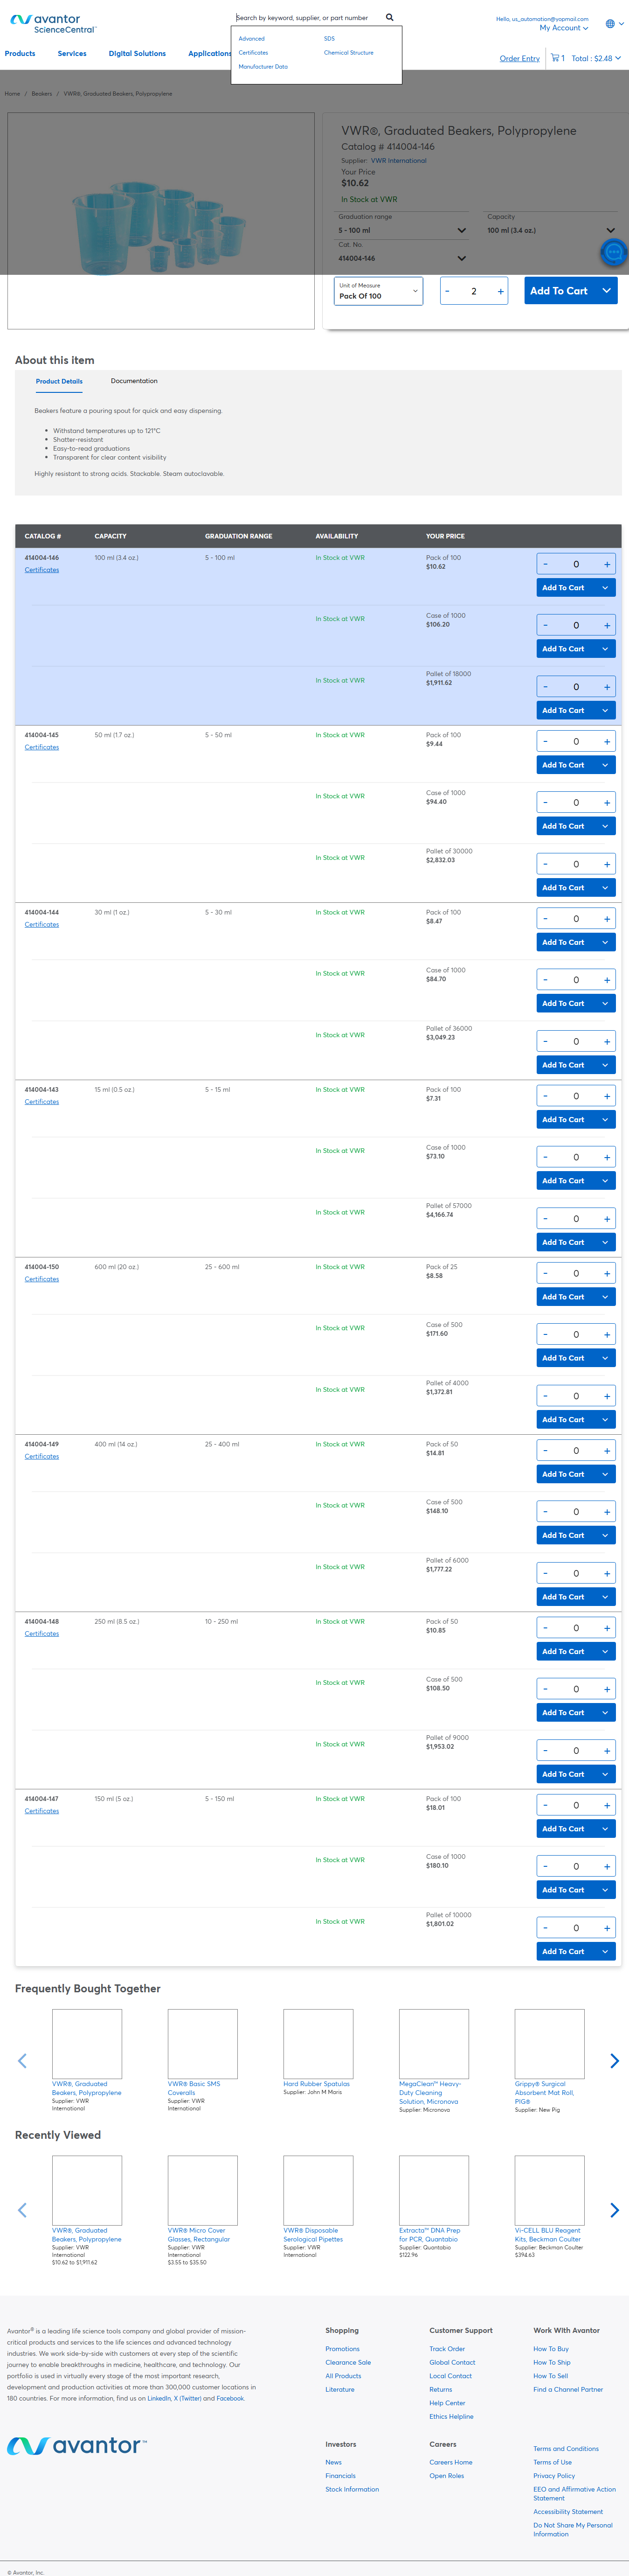 avantor
ScienceCentral
Search by keyword, supplier, or part number
Hello, us_automation@yopmail.com
My Account
Advanced
SDS
Certificates
Chemical Structure
Manufacturer Data
Products
Services
Digital Solutions
Applications
Order Entry
1
Total : $2.48
Home / Beakers / VWR®, Graduated Beakers, Polypropylene
VWR®, Graduated Beakers, Polypropylene
Catalog # 414004-146
Supplier: VWR International
Your Price
$10.62
In Stock at VWR
Graduation range
5 - 100 ml
Capacity
100 ml (3.4 oz.)
Cat. No.
414004-146
Unit of Measure
Pack Of 100
- 2 +
Add To Cart
About this item
Product Details
Documentation
Beakers feature a pouring spout for quick and easy dispensing.
• Withstand temperatures up to 121°C
• Shatter-resistant
• Easy-to-read graduations
• Transparent for clear content visibility
Highly resistant to strong acids. Stackable. Steam autoclavable.
CATALOG # CAPACITY GRADUATION RANGE AVAILABILITY YOUR PRICE
414004-146 100 ml (3.4 oz.) 5 - 100 ml In Stock at VWR Pack of 100 - 0 +
Certificates $10.62
Add To Cart
In Stock at VWR Case of 1000 - 0 +
$106.20
Add To Cart
In Stock at VWR Pallet of 18000 - 0 +
$1,911.62
Add To Cart
414004-145 50 ml (1.7 oz.) 5 - 50 ml In Stock at VWR Pack of 100 - 0 +
Certificates $9.44
Add To Cart
In Stock at VWR Case of 1000 - 0 +
$94.40
Add To Cart
In Stock at VWR Pallet of 30000 - 0 +
$2,832.03
Add To Cart
414004-144 30 ml (1 oz.) 5 - 30 ml In Stock at VWR Pack of 100 - 0 +
Certificates $8.47
Add To Cart
In Stock at VWR Case of 1000 - 0 +
$84.70
Add To Cart
In Stock at VWR Pallet of 36000 - 0 +
$3,049.23
Add To Cart
414004-143 15 ml (0.5 oz.) 5 - 15 ml In Stock at VWR Pack of 100 - 0 +
Certificates $7.31
Add To Cart
In Stock at VWR Case of 1000 - 0 +
$73.10
Add To Cart
In Stock at VWR Pallet of 57000 - 0 +
$4,166.74
Add To Cart
414004-150 600 ml (20 oz.) 25 - 600 ml In Stock at VWR Pack of 25 - 0 +
Certificates $8.58
Add To Cart
In Stock at VWR Case of 500 - 0 +
$171.60
Add To Cart
In Stock at VWR Pallet of 4000 - 0 +
$1,372.81
Add To Cart
414004-149 400 ml (14 oz.) 25 - 400 ml In Stock at VWR Pack of 50 - 0 +
Certificates $14.81
Add To Cart
In Stock at VWR Case of 500 - 0 +
$148.10
Add To Cart
In Stock at VWR Pallet of 6000 - 0 +
$1,777.22
Add To Cart
414004-148 250 ml (8.5 oz.) 10 - 250 ml In Stock at VWR Pack of 50 - 0 +
Certificates $10.85
Add To Cart
In Stock at VWR Case of 500 - 0 +
$108.50
Add To Cart
In Stock at VWR Pallet of 9000 - 0 +
$1,953.02
Add To Cart
414004-147 150 ml (5 oz.) 5 - 150 ml In Stock at VWR Pack of 100 - 0 +
Certificates $18.01
Add To Cart
In Stock at VWR Case of 1000 - 0 +
$180.10
Add To Cart
In Stock at VWR Pallet of 10000 - 0 +
$1,801.02
Add To Cart
Frequently Bought Together
VWR®, Graduated
Beakers, Polypropylene
Supplier: VWR
International
VWR® Basic SMS
Coveralls
Supplier: VWR
International
Hard Rubber Spatulas
Supplier: John M Maris
MegaClean™ Heavy-
Duty Cleaning
Solution, Micronova
Supplier: Micronova
Grippy® Surgical
Absorbent Mat Roll,
PIG®
Supplier: New Pig
Recently Viewed
VWR®, Graduated
Beakers, Polypropylene
Supplier: VWR
International
$10.62 to $1,911.62
VWR® Micro Cover
Glasses, Rectangular
Supplier: VWR
International
$3.55 to $35.50
VWR® Disposable
Serological Pipettes
Supplier: VWR
International
Extracta™ DNA Prep
for PCR, Quantabio
Supplier: Quantabio
$122.96
Vi-CELL BLU Reagent
Kits, Beckman Coulter
Supplier: Beckman Coulter
$394.63
Avantor® is a leading life science tools company and global provider of mission-
critical products and services to the life sciences and advanced technology
industries. We work side-by-side with customers at every step of the scientific
journey to enable breakthroughs in medicine, healthcare, and technology. Our
portfolio is used in virtually every stage of the most important research,
development and production activities at more than 300,000 customer locations in
180 countries. For more information, find us on LinkedIn, X (Twitter) and Facebook.
avantor™
Shopping
Promotions
Clearance Sale
All Products
Literature
Customer Support
Track Order
Global Contact
Local Contact
Returns
Help Center
Ethics Helpline
Work With Avantor
How To Buy
How To Ship
How To Sell
Find a Channel Partner
Investors
News
Financials
Stock Information
Careers
Careers Home
Open Roles
Terms and Conditions
Terms of Use
Privacy Policy
EEO and Affirmative Action
Statement
Accessibility Statement
Do Not Share My Personal
Information
© Avantor, Inc.